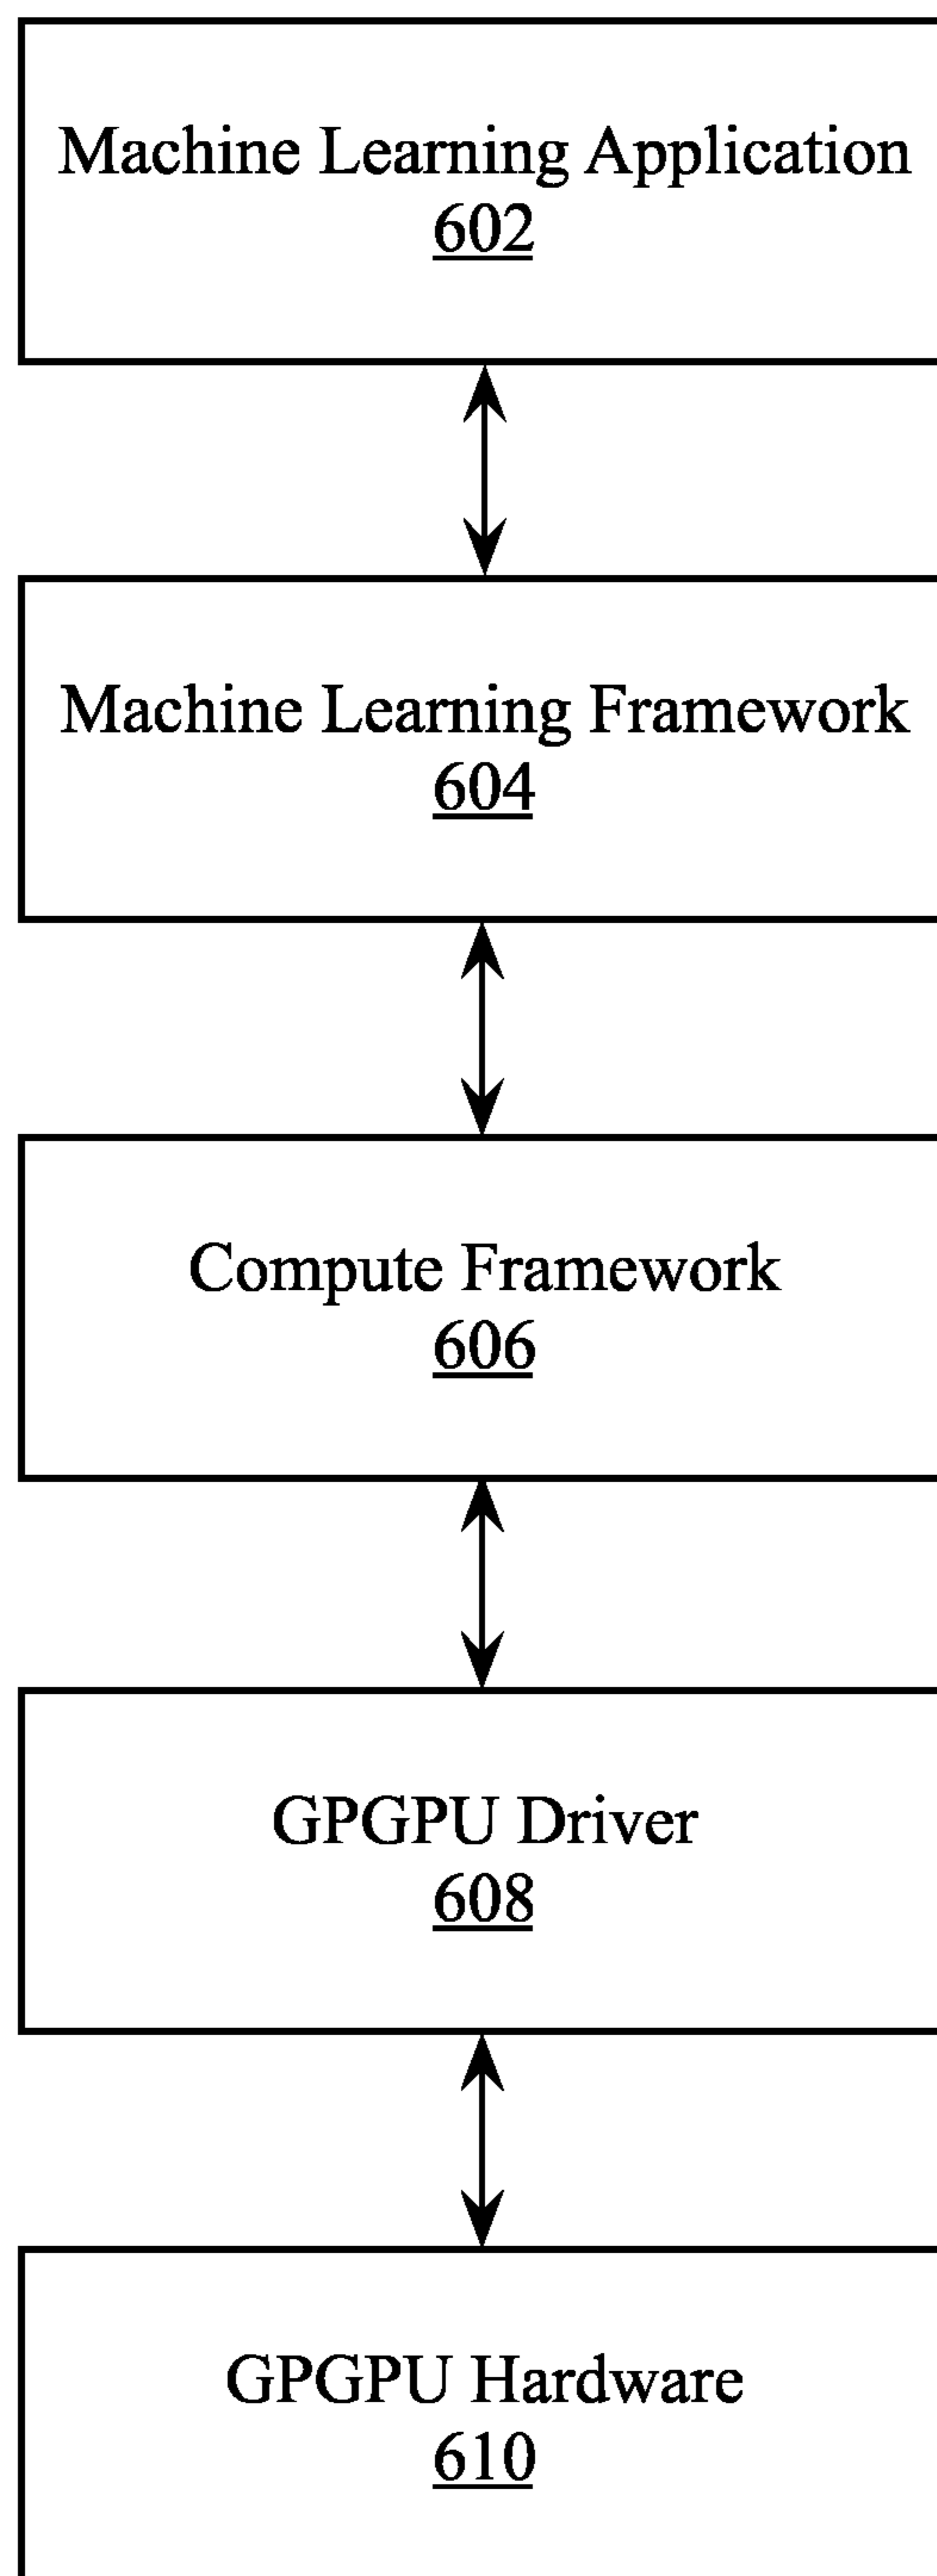 Machine Learning Application
602
Machine Learning Framework
604
Compute Framework
606
GPGPU Driver
608
GPGPU Hardware
610